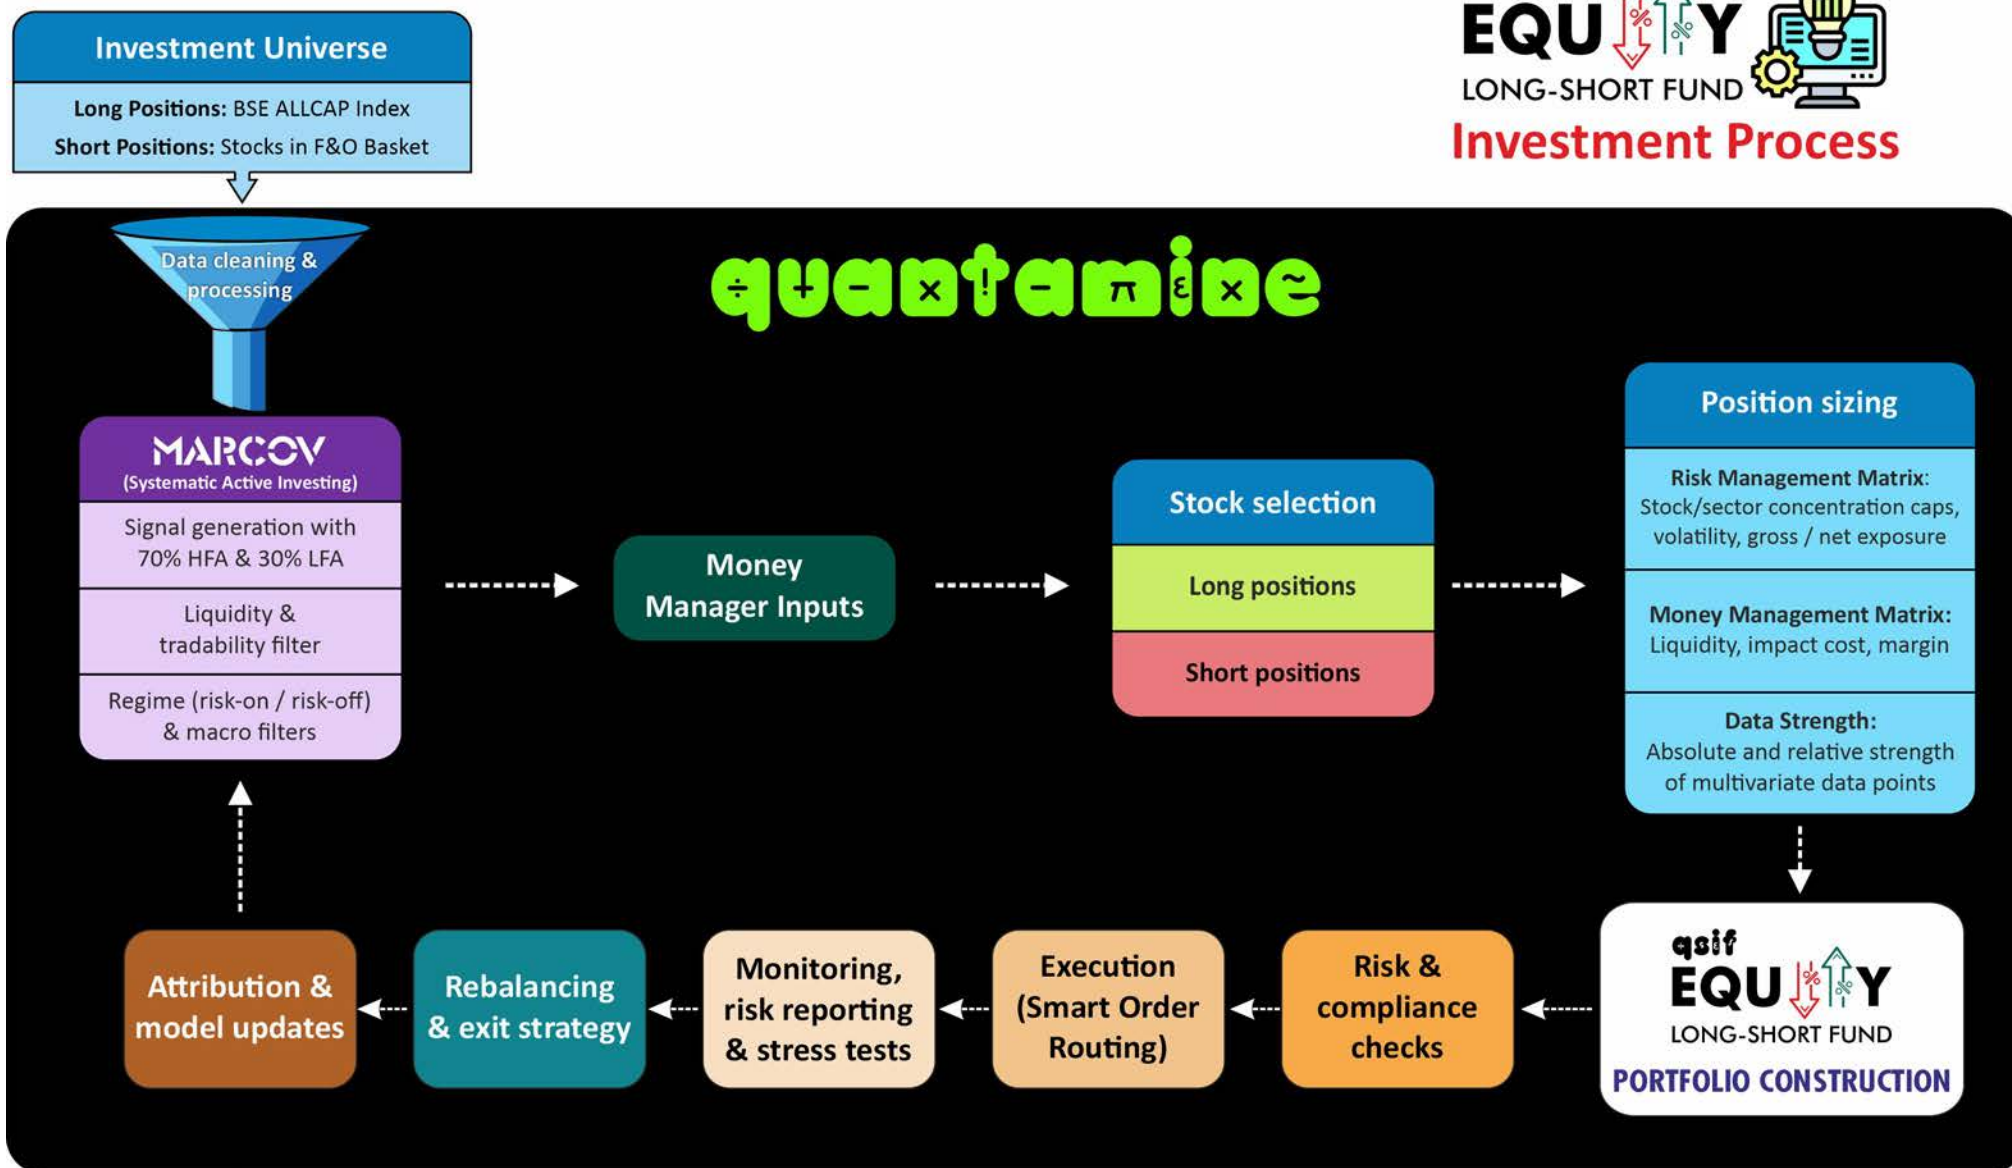 Investment Universe
Long Positions: BSE ALLCAP Index
Short Positions: Stocks in F&O Basket
EQUITY
LONG-SHORT FUND
Investment Process
Data cleaning &
processing
quantamine
MARCOV
(Systematic Active Investing)
Signal generation with
70% HFA & 30% LFA
Liquidity &
tradability filter
Regime (risk-on / risk-off)
& macro filters
Money
Manager Inputs
Stock selection
Long positions
Short positions
Position sizing
Risk Management Matrix:
Stock/sector concentration caps,
volatility, gross / net exposure
Money Management Matrix:
Liquidity, impact cost, margin
Data Strength:
Absolute and relative strength
of multivariate data points
qsif
EQUITY
LONG-SHORT FUND
PORTFOLIO CONSTRUCTION
Risk &
compliance
checks
Execution
(Smart Order
Routing)
Monitoring,
risk reporting
& stress tests
Rebalancing
& exit strategy
Attribution &
model updates